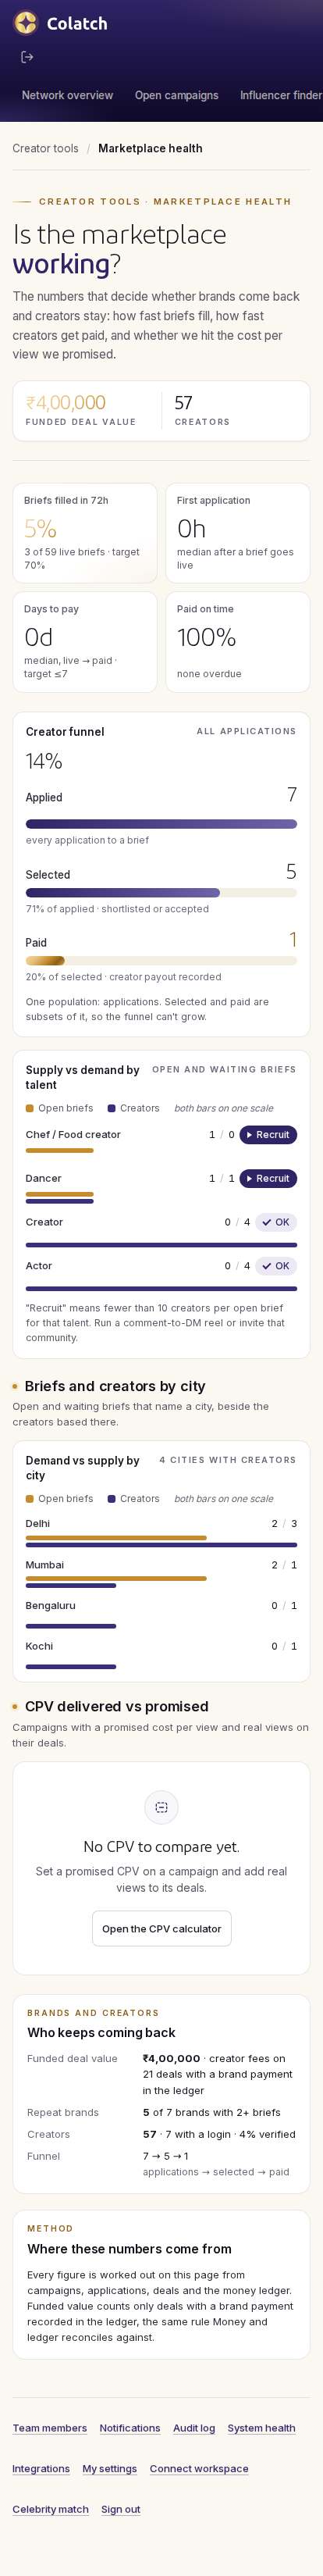 Colatch
Network overview Open campaigns Influencer finder
Creator tools / Marketplace health
CREATOR TOOLS · MARKETPLACE HEALTH
Is the marketplace
working?
The numbers that decide whether brands come back
and creators stay: how fast briefs fill, how fast
creators get paid, and whether we hit the cost per
view we promised.
₹4,00,000
FUNDED DEAL VALUE
57
CREATORS
Briefs filled in 72h
5%
3 of 59 live briefs · target
70%
First application
0h
median after a brief goes
live
Days to pay
0d
median, live → paid ·
target ≤7
Paid on time
100%
none overdue
Creator funnel ALL APPLICATIONS
14%
Applied 7
every application to a brief
Selected 5
71% of applied · shortlisted or accepted
Paid 1
20% of selected · creator payout recorded
One population: applications. Selected and paid are
subsets of it, so the funnel can't grow.
Supply vs demand by
talent
OPEN AND WAITING BRIEFS
Open briefs Creators both bars on one scale
Chef / Food creator 1 / 0 Recruit
Dancer 1 / 1 Recruit
Creator 0 / 4 OK
Actor 0 / 4 OK
"Recruit" means fewer than 10 creators per open brief
for that talent. Run a comment-to-DM reel or invite that
community.
Briefs and creators by city
Open and waiting briefs that name a city, beside the
creators based there.
Demand vs supply by
city
4 CITIES WITH CREATORS
Open briefs Creators both bars on one scale
Delhi 2 / 3
Mumbai 2 / 1
Bengaluru 0 / 1
Kochi 0 / 1
CPV delivered vs promised
Campaigns with a promised cost per view and real views on
their deals.
No CPV to compare yet.
Set a promised CPV on a campaign and add real
views to its deals.
Open the CPV calculator
BRANDS AND CREATORS
Who keeps coming back
Funded deal value ₹4,00,000 · creator fees on
21 deals with a brand payment
in the ledger
Repeat brands 5 of 7 brands with 2+ briefs
Creators 57 · 7 with a login · 4% verified
Funnel 7 → 5 → 1
applications → selected → paid
METHOD
Where these numbers come from
Every figure is worked out on this page from
campaigns, applications, deals and the money ledger.
Funded value counts only deals with a brand payment
recorded in the ledger, the same rule Money and
ledger reconciles against.
Team members Notifications Audit log System health
Integrations My settings Connect workspace
Celebrity match Sign out